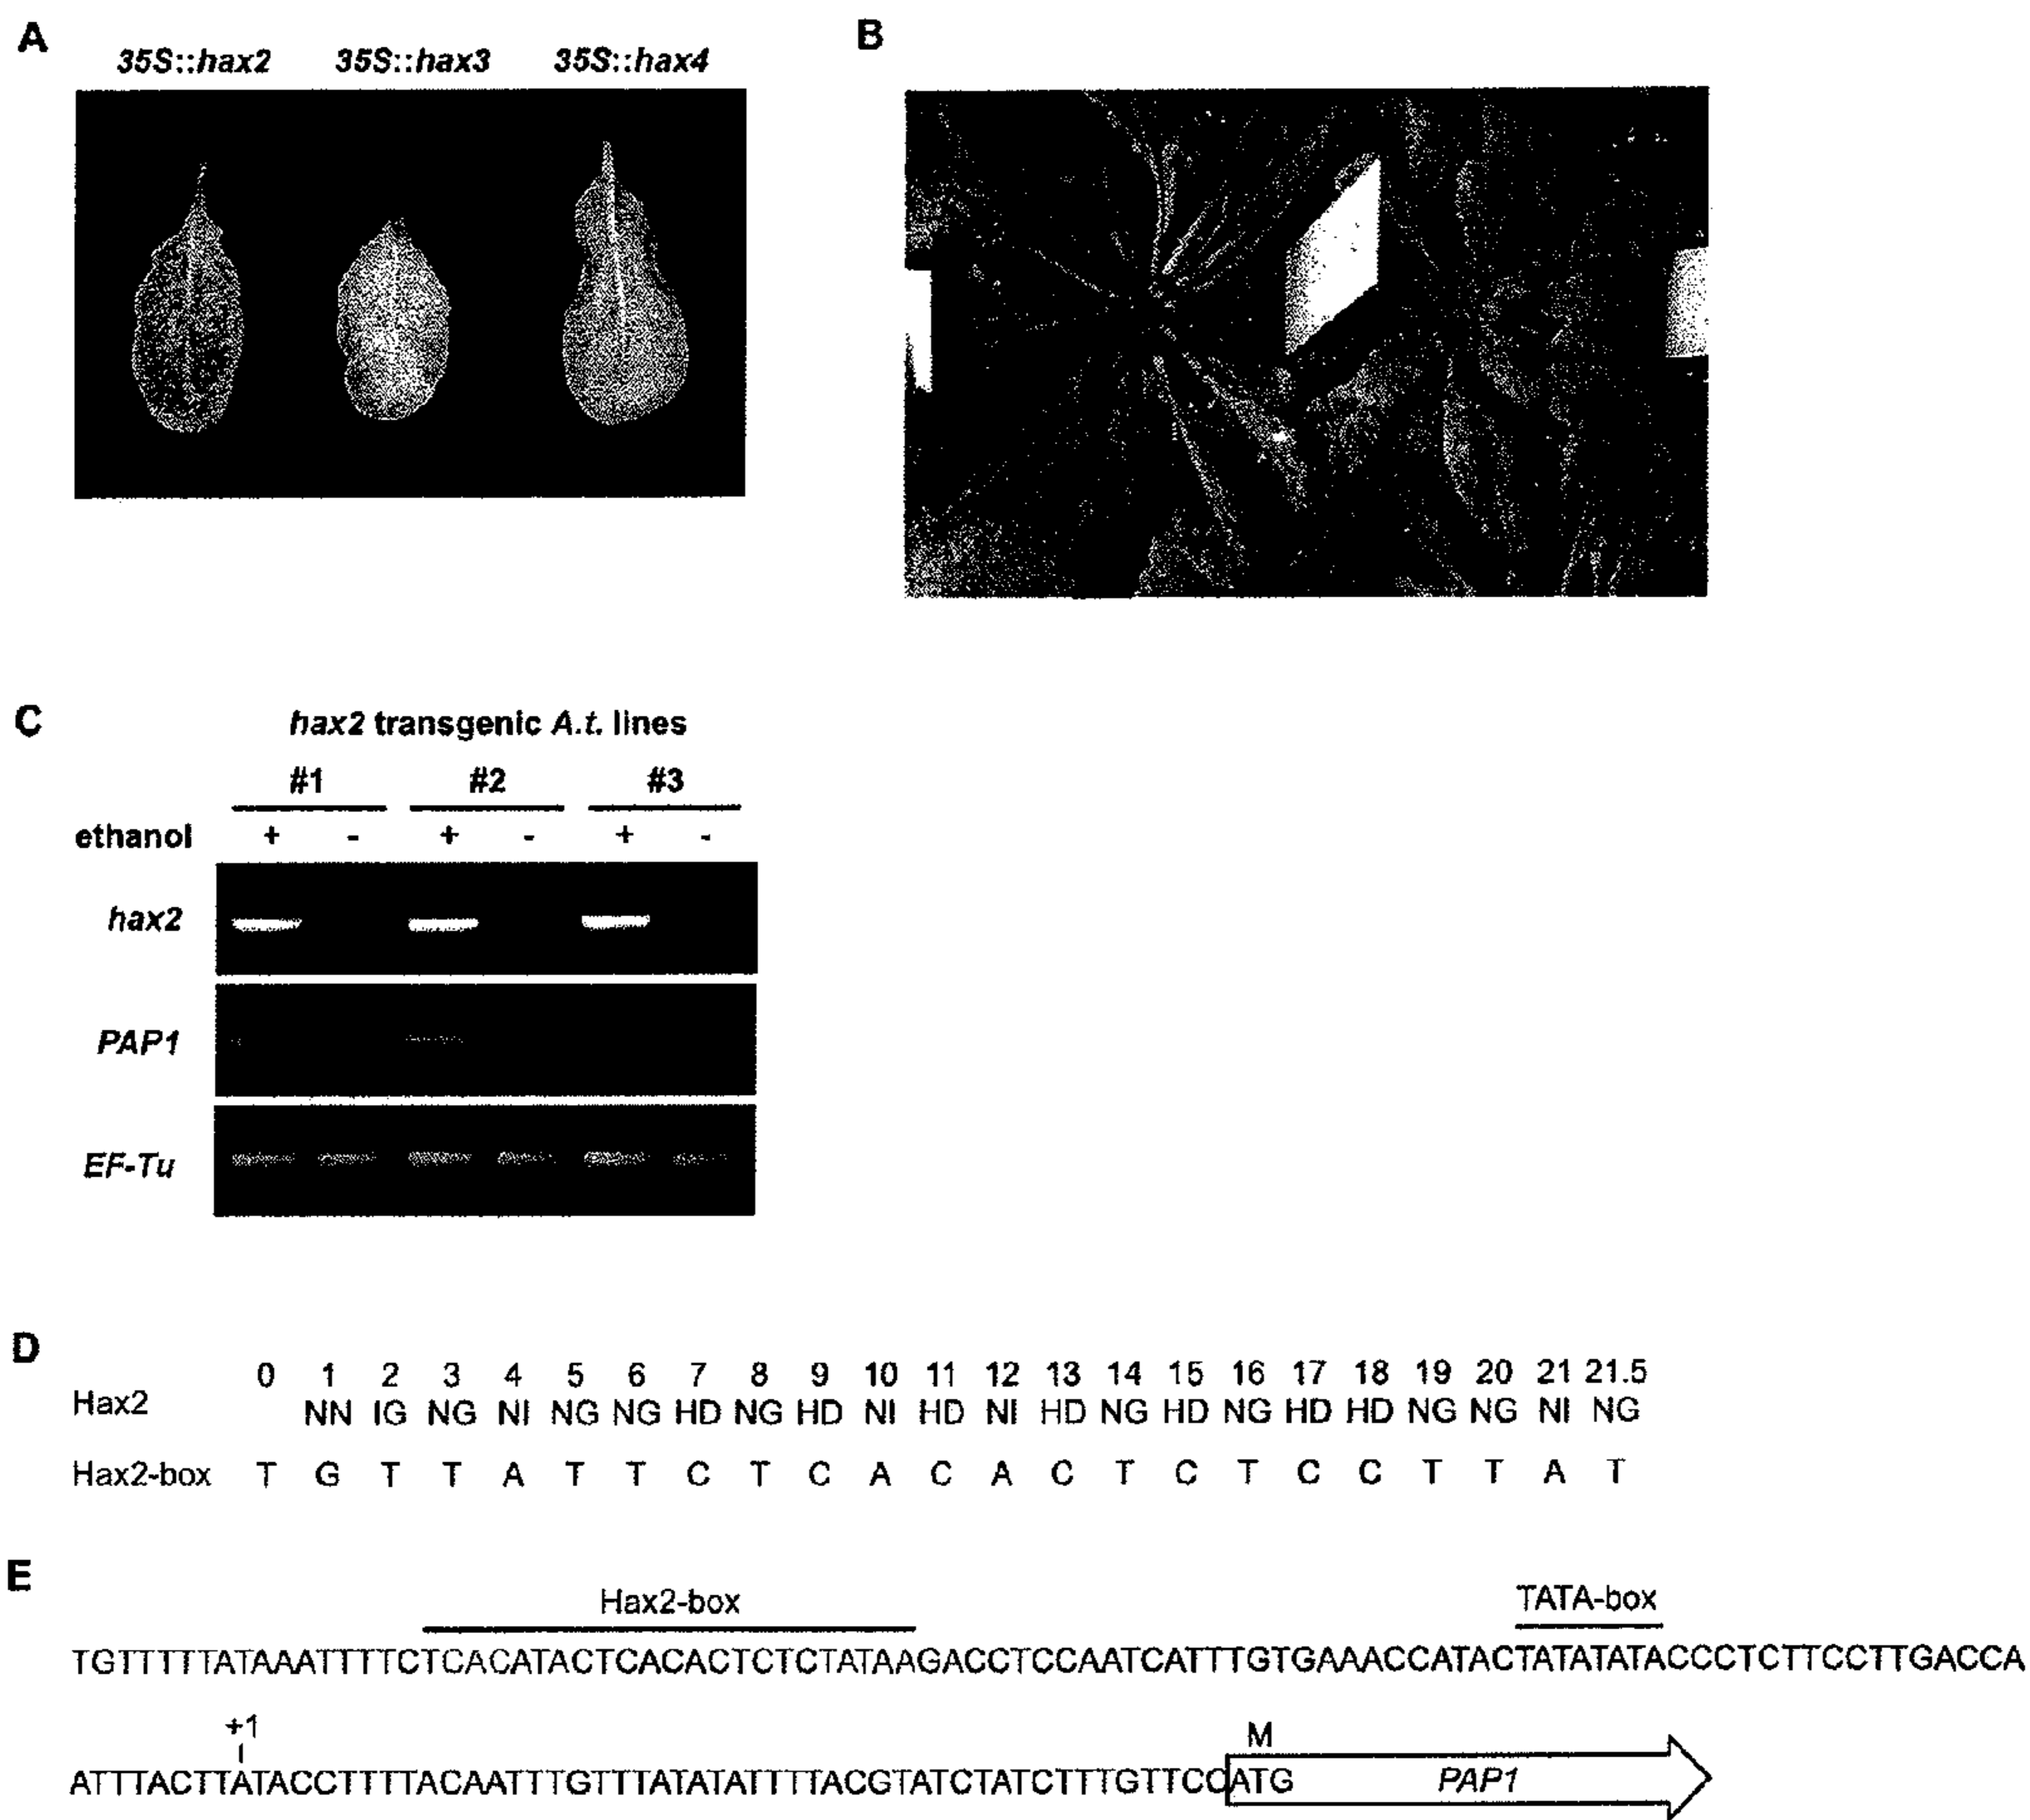 A
35S::hax2 35S::hax3 35S::hax4
B
C
hax2 transgenic A.t. lines
#1 #2 #3
ethanol + - + - + -
hax2
PAP1
EF-Tu
D
0 1 2 3 4 5 6 7 8 9 10 11 12 13 14 15 16 17 18 19 20 21 21.5
Hax2 NN IG NG NI NG NG HD NG HD NI HD NI HD NG HD NG HD HD NG NG NI NG
Hax2-box T G T T A T T C T C A C A C T C T C C T T A T
E
Hax2-box TATA-box
TGTTTTTATAAATTTTCTCACATACTCACACTCTCTATAAGACCTCCAATCATTTGTGAAACCATACTATATATACCCTCTTCCTTGACCA
+1 M
ATTTACTTATACCTTTTACAATTTGTTTATATATTTTACGTATCTATCTTTGTTCCATG PAP1